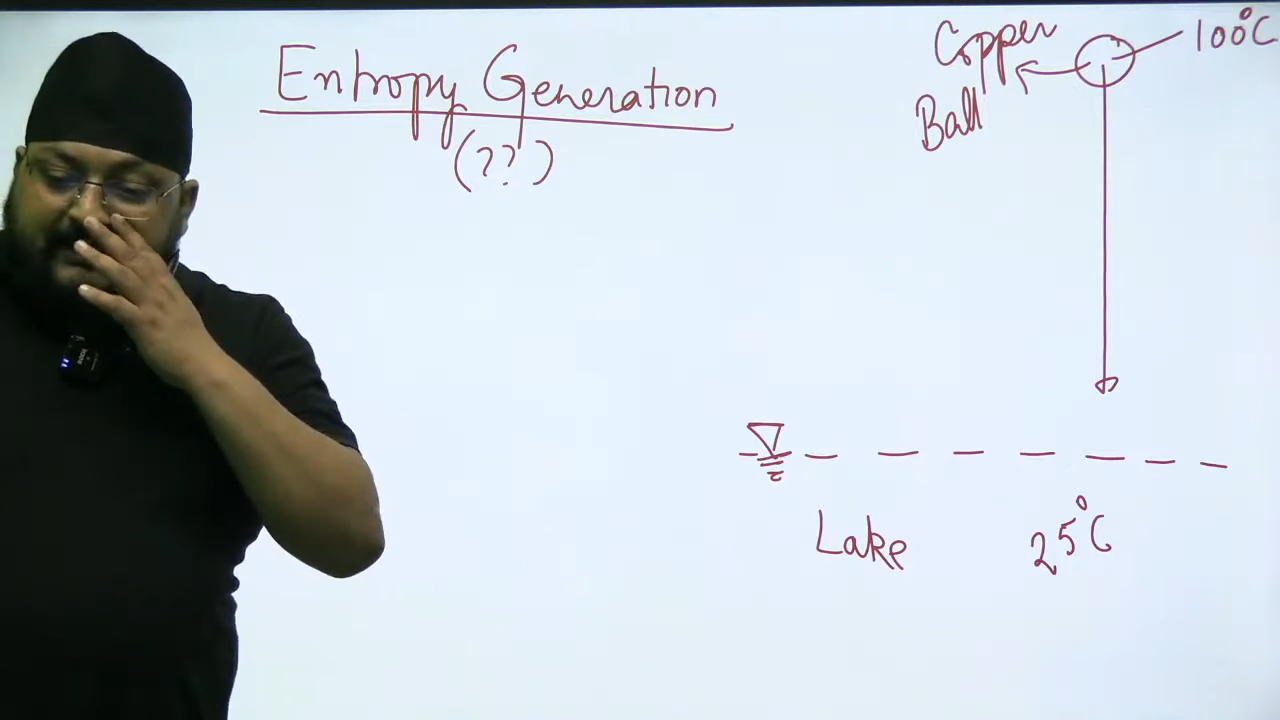 Entropy Generation
(??)
Copper
Ball
100°C
Lake 25°C